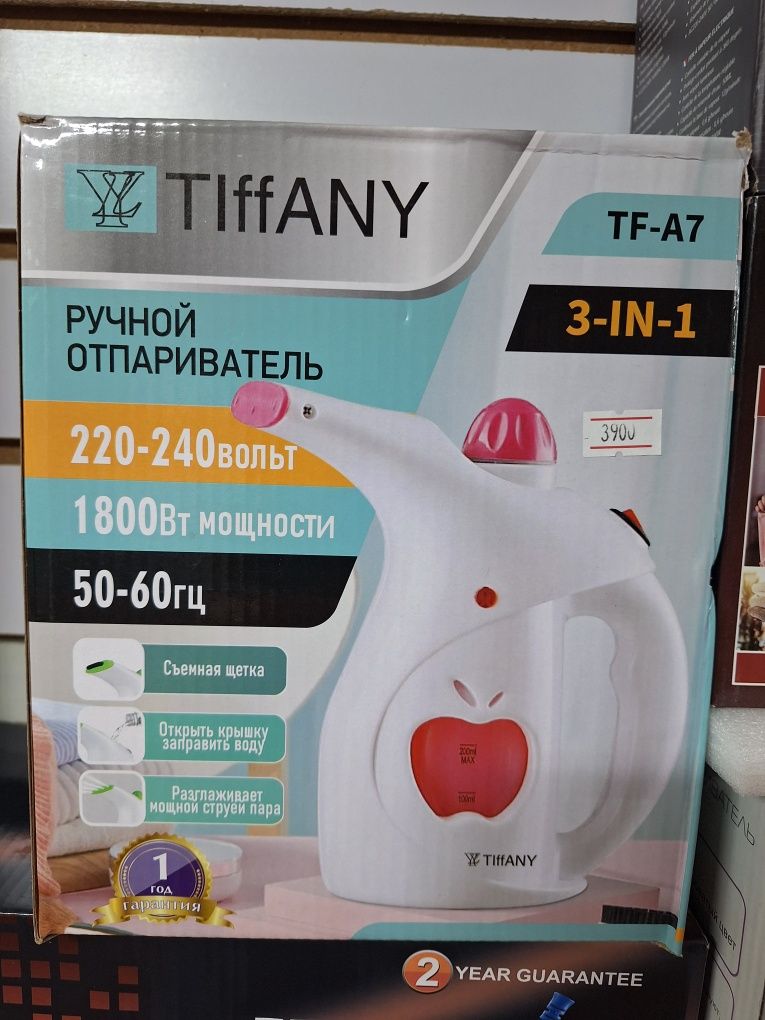 TIffANY
TF-A7
3-IN-1
РУЧНОЙ
ОТПАРИВАТЕЛЬ
220-240вольт
3900
1800Вт мощности
50-60гц
Съемная щетка
Открыть крышку
заправить воду
Разглаживает
мощной струей пара
200ml
MAX
100ml
TIffANY
1
год
гарантия
2 YEAR GUARANTEE